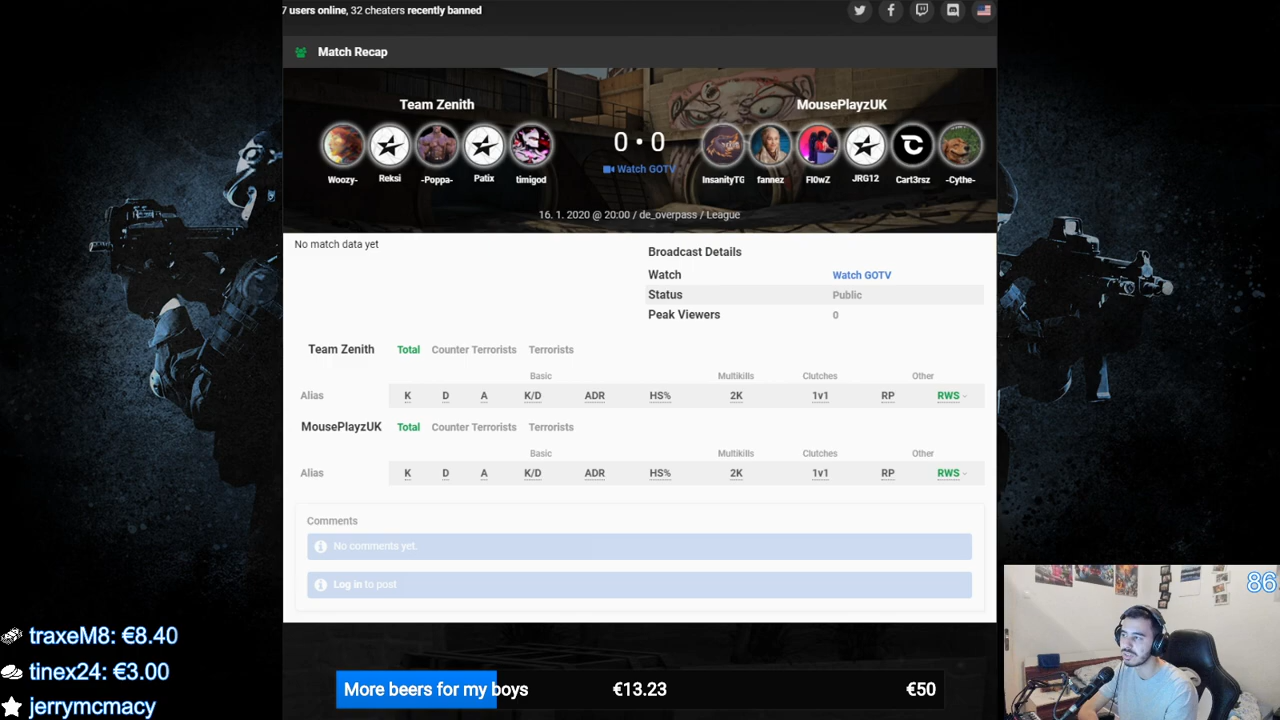 7 users online, 32 cheaters recently banned
Match Recap
Team Zenith
MousePlayzUK
0 • 0
Watch GOTV
Woozy-
Reksi
-Poppa-
Patix
timigod
InsanityTG
fannez
Fl0wZ
JRG12
Cart3rsz
-Cythe-
16. 1. 2020 @ 20:00 / de_overpass / League
No match data yet
Broadcast Details
Watch Watch GOTV
Status Public
Peak Viewers 0
Team Zenith Total Counter Terrorists Terrorists
Basic Multikills Clutches Other
Alias K D A K/D ADR HS% 2K 1v1 RP RWS
MousePlayzUK Total Counter Terrorists Terrorists
Basic Multikills Clutches Other
Alias K D A K/D ADR HS% 2K 1v1 RP RWS
Comments
No comments yet.
Log in to post
86
traxeM8: €8.40
tinex24: €3.00
jerrymcmacy
More beers for my boys €13.23 €50